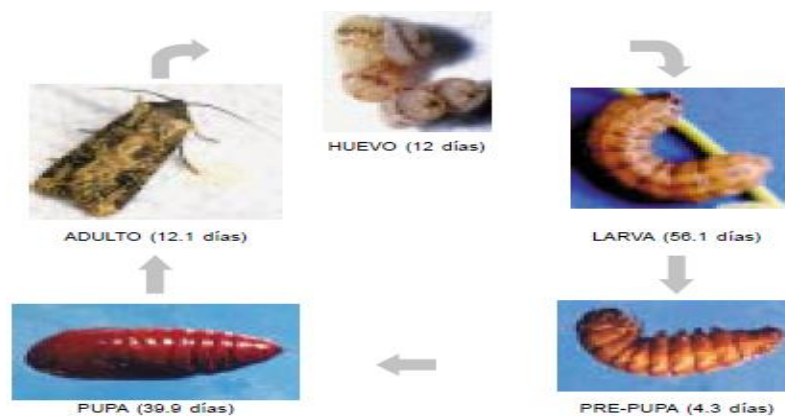 HUEVO (12 días)
ADULTO (12.1 días)
LARVA (56.1 días)
PUPA (39.9 días)
PRE-PUPA (4.3 días)